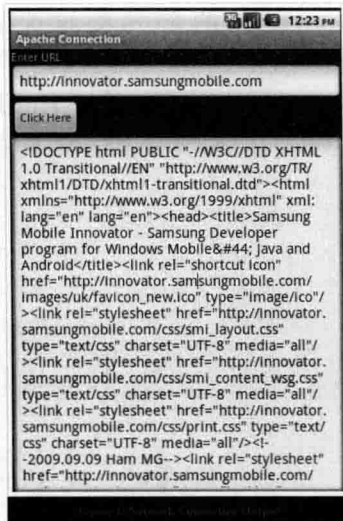 12:23 PM
Apache Connection
Enter URL
http://innovator.samsungmobile.com
Click Here
<!DOCTYPE html PUBLIC "-//W3C//DTD XHTML
1.0 Transitional//EN" "http://www.w3.org/TR/
xhtml1/DTD/xhtml1-transitional.dtd"><html
xmlns="http://www.w3.org/1999/xhtml" xml:
lang="en" lang="en"><head><title>Samsung
Mobile Innovator - Samsung Developer
program for Windows Mobile&#44; Java and
Android</title><link rel="shortcut icon"
href="http://innovator.samsungmobile.com/
images/uk/favicon_new.ico" type="image/ico"/
><link rel="stylesheet" href="http://innovator.
samsungmobile.com/css/smi_layout.css"
type="text/css" charset="UTF-8" media="all"/
><link rel="stylesheet" href="http://innovator.
samsungmobile.com/css/smi_content_wsg.css"
type="text/css" charset="UTF-8" media="all"/
><link rel="stylesheet" href="http://innovator.
samsungmobile.com/css/print.css" type="text/
css" charset="UTF-8" media="all"/><!-
-2009.09.09 Ham MG--><link rel="stylesheet"
href="http://innovator.samsungmobile.com/